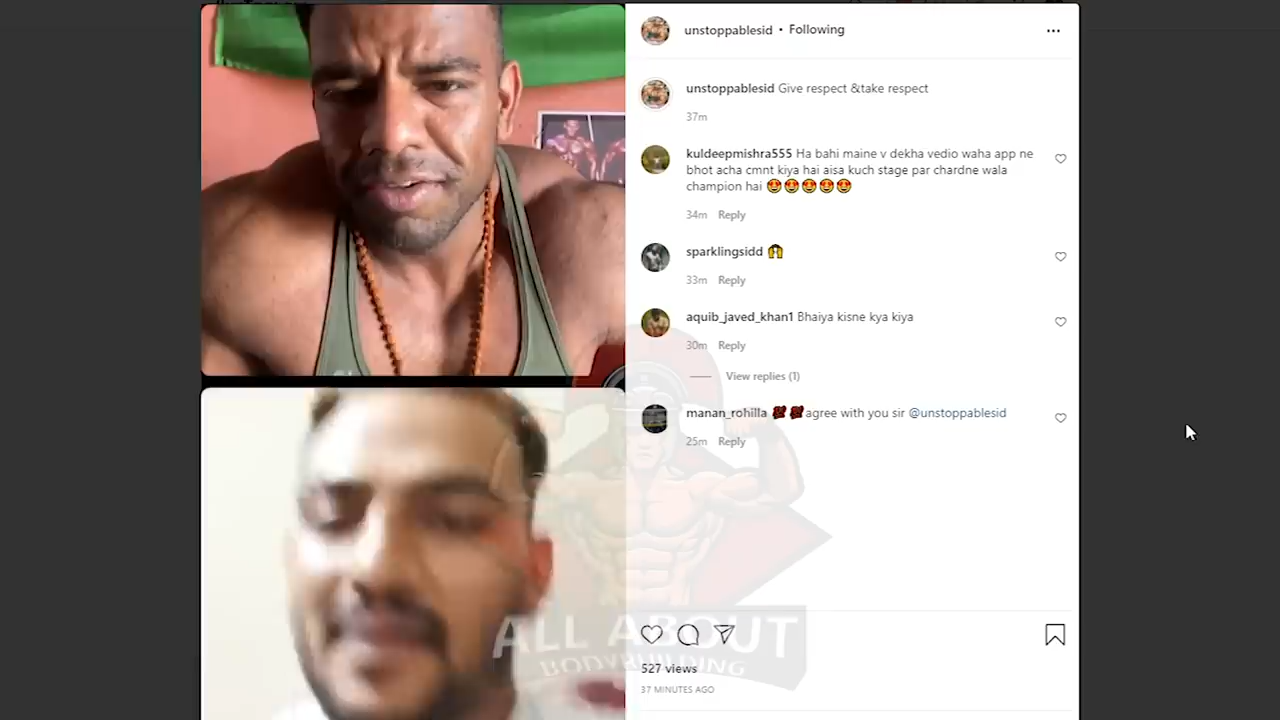 unstoppablesid • Following
unstoppablesid Give respect &take respect
37m
kuldeepmishra555 Ha bahi maine v dekha vedio waha app ne
bhot acha cmnt kiya hai aisa kuch stage par chardne wala
champion hai 🤩🤩🤩🤩🤩
34m Reply
sparklingsidd 🙌
33m Reply
aquib_javed_khan1 Bhaiya kisne kya kiya
30m Reply
View replies (1)
manan_rohilla 💯 💯agree with you sir @unstoppablesid
25m Reply
ALL ABOUT
BODYBUILDING
527 views
37 MINUTES AGO